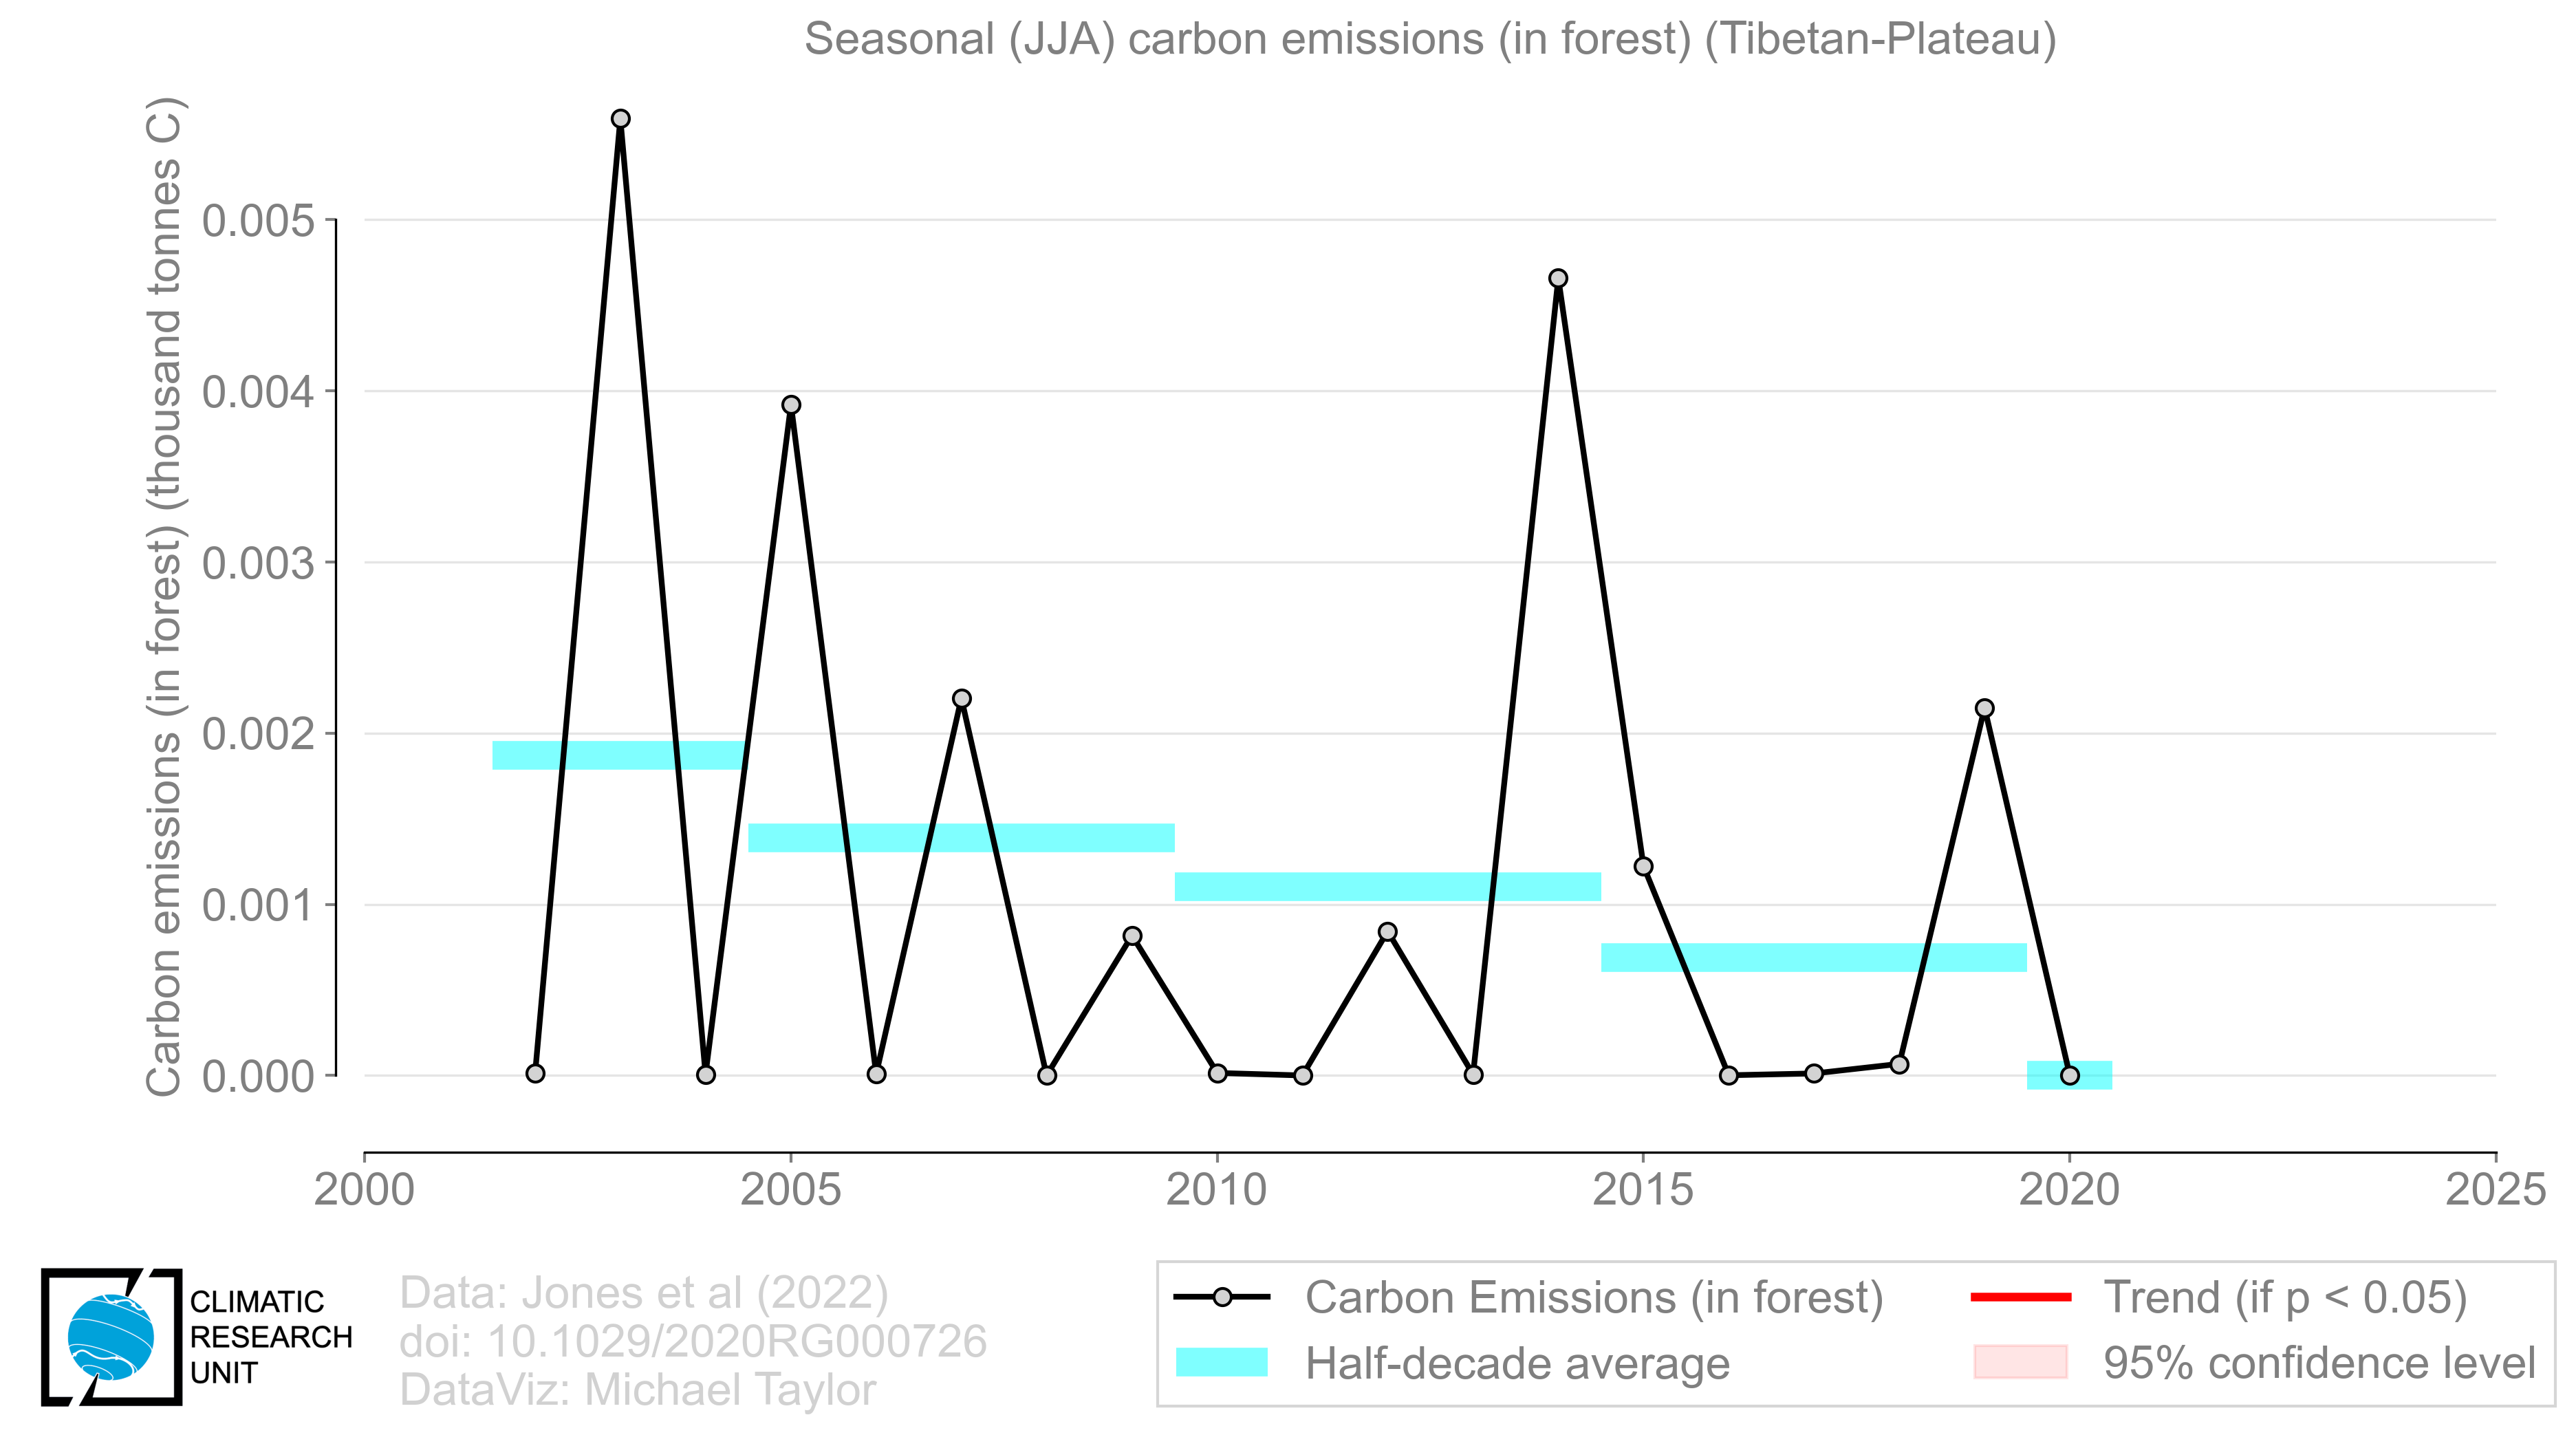 Seasonal (JJA) carbon emissions (in forest) (Tibetan-Plateau)
Carbon emissions (in forest) (thousand tonnes C)
0.005
0.004
0.003
0.002
0.001
0.000
2000
2005
2010
2015
2020
2025
CLIMATIC
RESEARCH
UNIT
Data: Jones et al (2022)
doi: 10.1029/2020RG000726
DataViz: Michael Taylor
Carbon Emissions (in forest)
Half-decade average
Trend (if p < 0.05)
95% confidence level